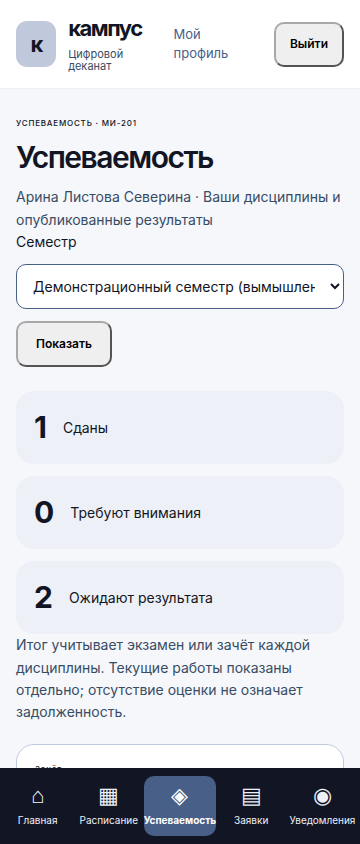 к
кампус
Цифровой
деканат
Мой
профиль
Выйти
УСПЕВАЕМОСТЬ · МИ-201
Успеваемость
Арина Листова Северина · Ваши дисциплины и
опубликованные результаты
Семестр
Демонстрационный семестр (вымышлен
Показать
1 Сданы
0 Требуют внимания
2 Ожидают результата
Итог учитывает экзамен или зачёт каждой
дисциплины. Текущие работы показаны
отдельно; отсутствие оценки не означает
задолженность.
Главная
Расписание
Успеваемость
Заявки
Уведомления